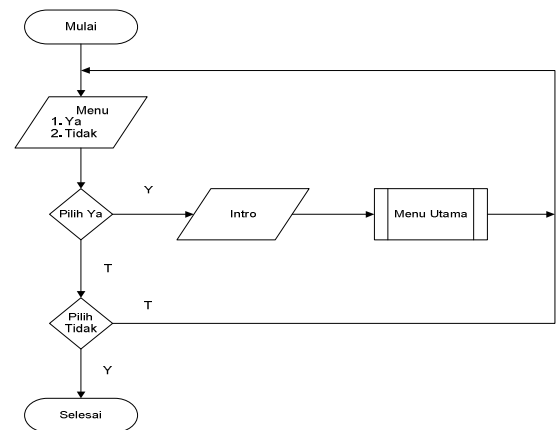 Mulai
Menu
1. Ya
2. Tidak
Pilih Ya
Y
Intro
Menu Utama
T
Pilih
Tidak
T
Y
Selesai